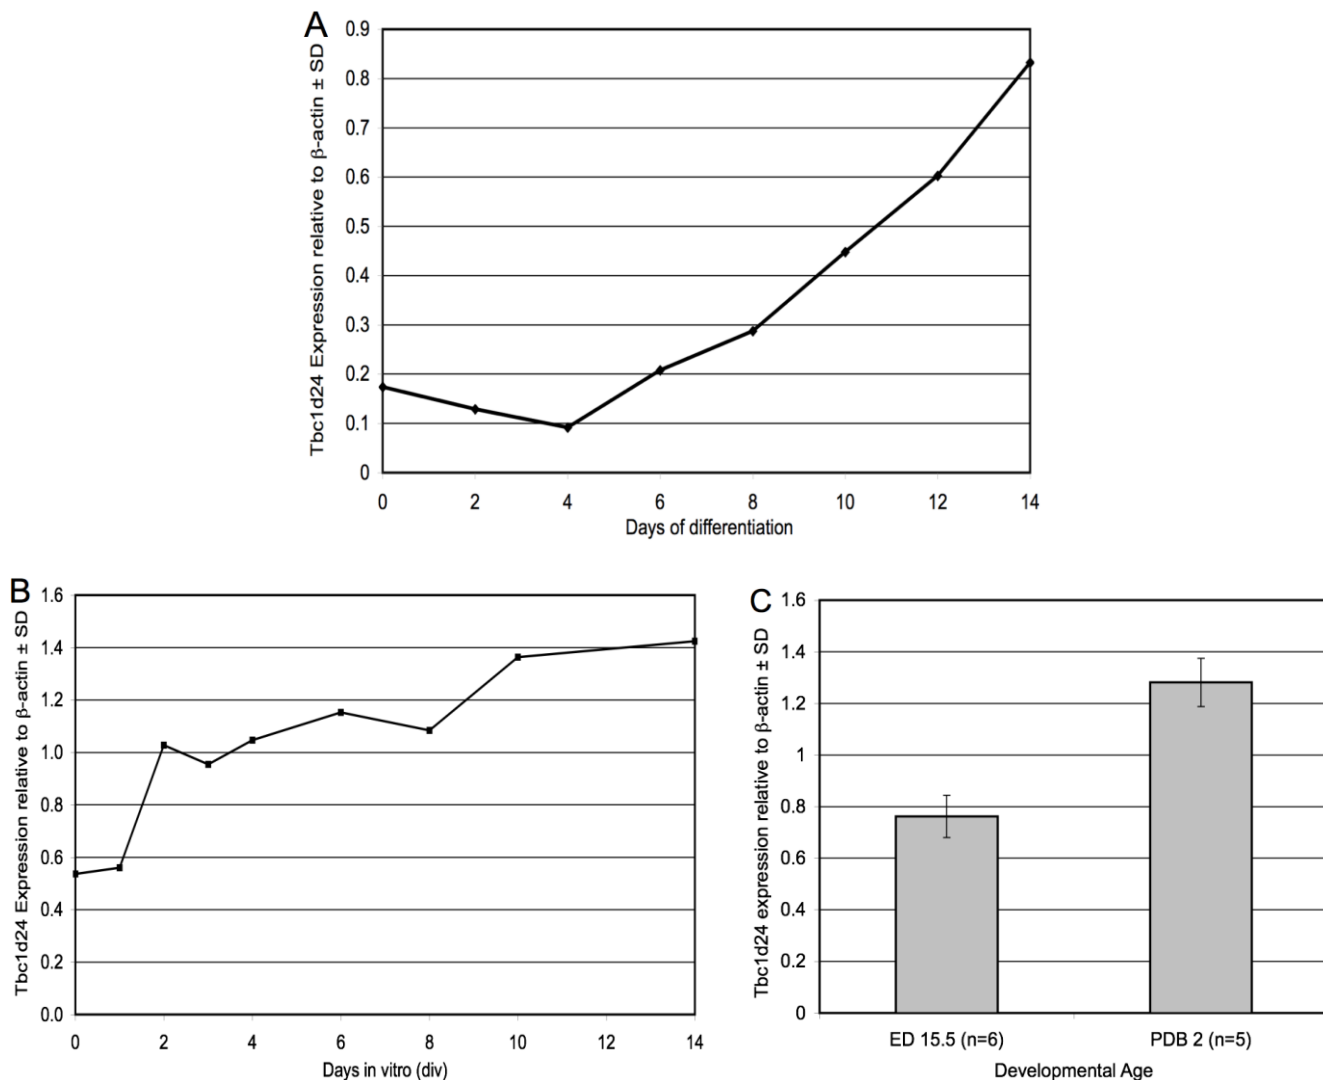 A
Tbc1d24 Expression relative to β-actin ± SD
0.9
0.8
0.7
0.6
0.5
0.4
0.3
0.2
0.1
0
0 2 4 6 8 10 12 14
Days of differentiation
B
Tbc1d24 Expression relative to β-actin ± SD
1.6
1.4
1.2
1.0
0.8
0.6
0.4
0.2
0.0
0 2 4 6 8 10 12 14
Days in vitro (div)
C
Tbc1d24 expression relative to β-actin ± SD
1.6
1.4
1.2
1
0.8
0.6
0.4
0.2
0
ED 15.5 (n=6) PDB 2 (n=5)
Developmental Age